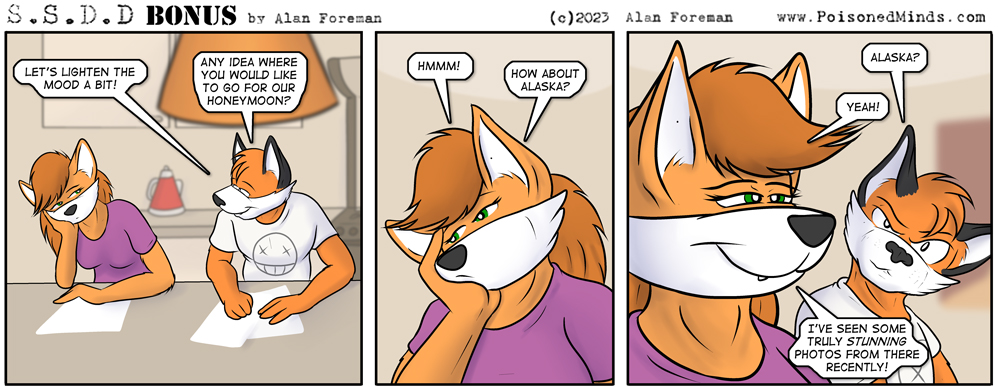 S.S.D.D BONUS by Alan Foreman (c)2023 Alan Foreman www.PoisonedMinds.com
LET'S LIGHTEN THE
MOOD A BIT!
ANY IDEA WHERE
YOU WOULD LIKE
TO GO FOR OUR
HONEYMOON?
HMMM!
HOW ABOUT
ALASKA?
ALASKA?
YEAH!
I'VE SEEN SOME
TRULY STUNNING
PHOTOS FROM THERE
RECENTLY!